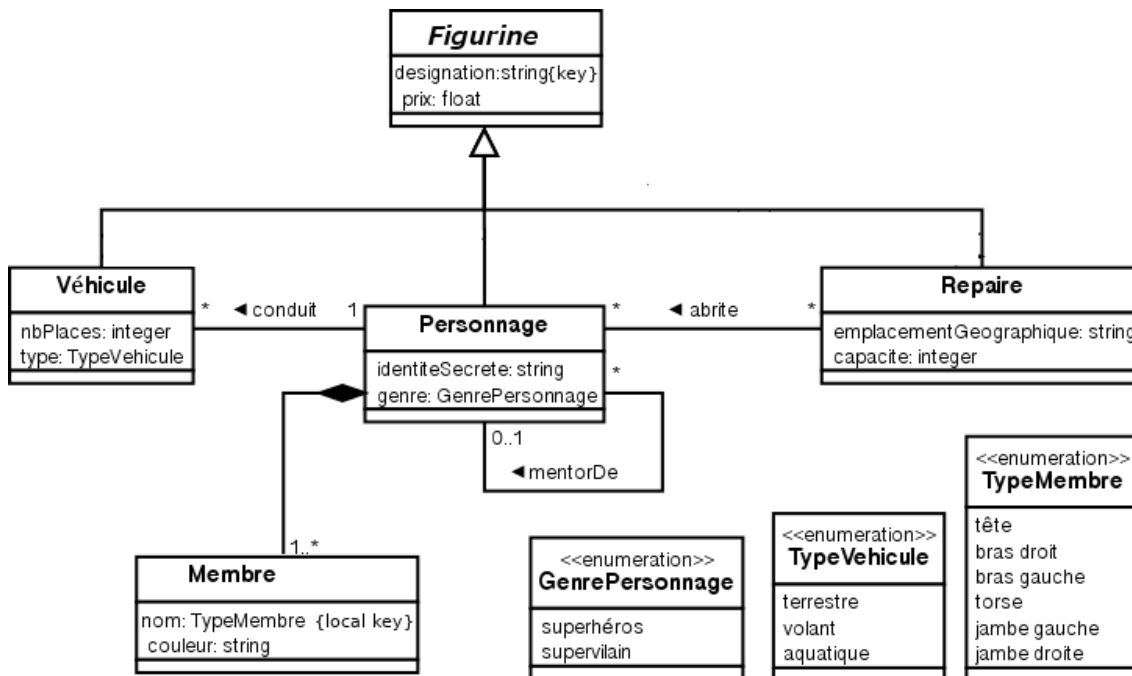 Figurine
designation:string{key}
prix: float
Véhicule
nbPlaces: integer
type: TypeVehicule
* ◄ conduit 1
Personnage
identiteSecrete: string
genre: GenrePersonnage
* ◄ abrite *
Repaire
emplacementGeographique: string
capacite: integer
*
0..1
◄ mentorDe
1..*
Membre
nom: TypeMembre {local key}
couleur: string
<<enumeration>>
GenrePersonnage
superhéros
supervilain
<<enumeration>>
TypeVehicule
terrestre
volant
aquatique
<<enumeration>>
TypeMembre
tête
bras droit
bras gauche
torse
jambe gauche
jambe droite